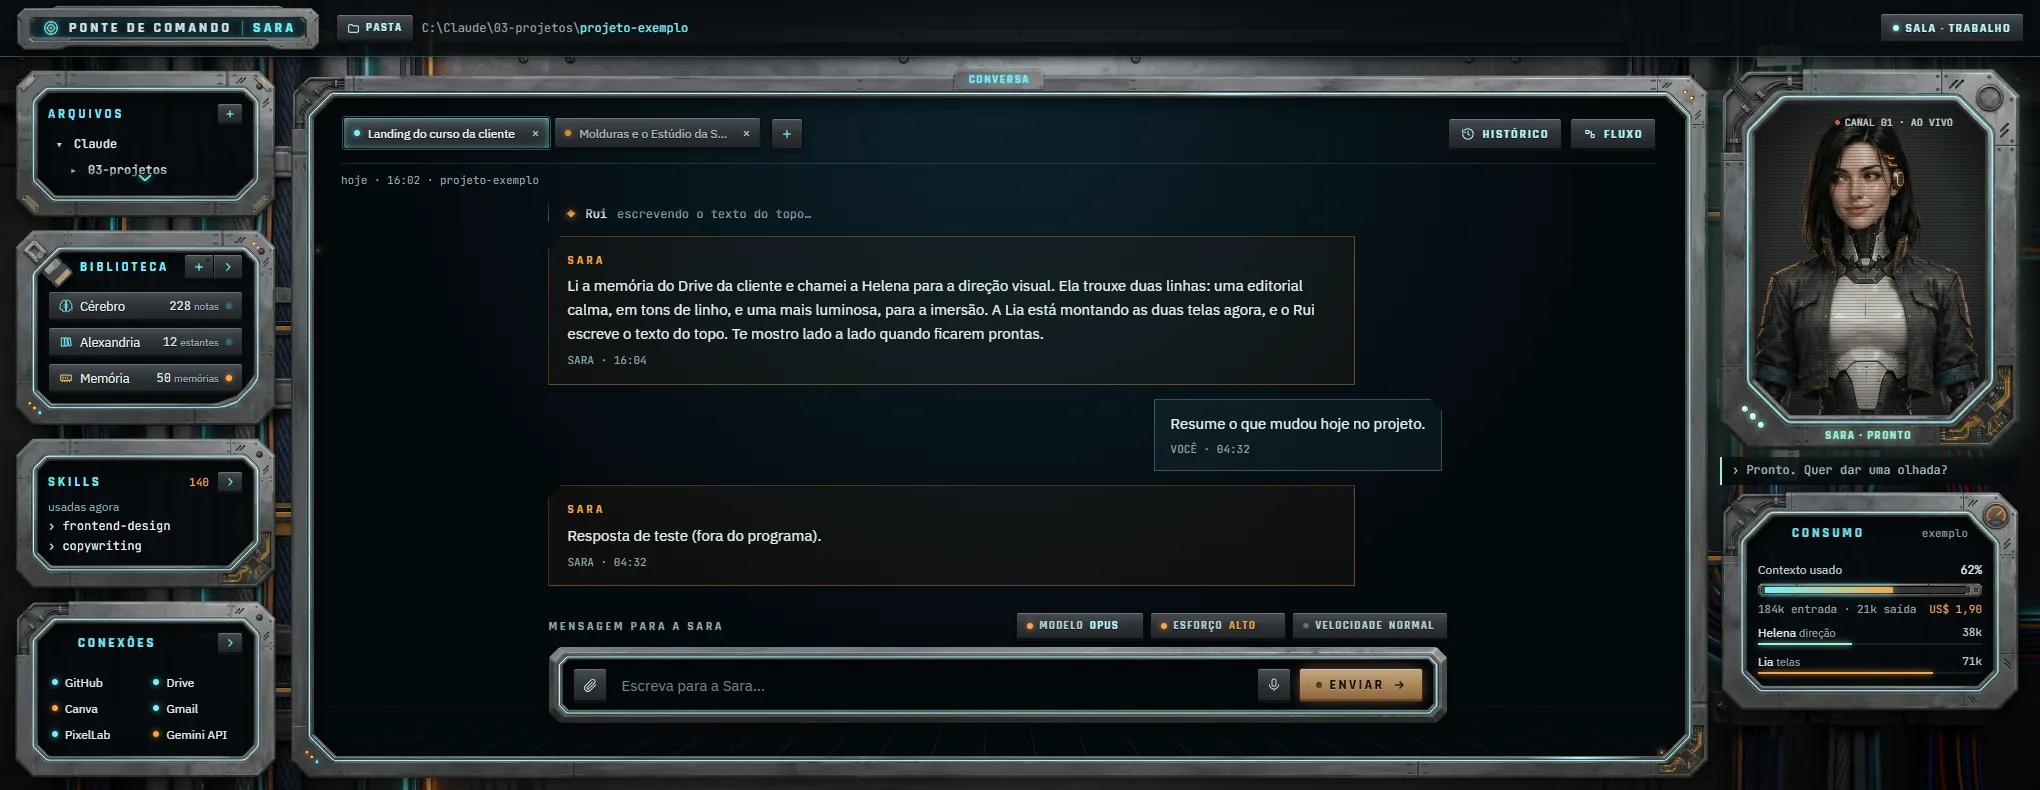 PONTE DE COMANDO | SARA
PASTA
C:\Claude\03-projetos\projeto-exemplo
SALA · TRABALHO
ARQUIVOS
+
▾ Claude
▸ 03-projetos
BIBLIOTECA
+ >
Cérebro 228 notas
Alexandria 12 estantes
Memória 50 memórias
SKILLS 140 >
usadas agora
› frontend-design
› copywriting
CONEXÕES >
GitHub Drive
Canva Gmail
PixelLab Gemini API
CONVERSA
Landing do curso da cliente ×
Molduras e o Estúdio da S... ×
+
HISTÓRICO
FLUXO
hoje · 16:02 · projeto-exemplo
Rui escrevendo o texto do topo…
SARA
Li a memória do Drive da cliente e chamei a Helena para a direção visual. Ela trouxe duas linhas: uma editorial
calma, em tons de linho, e uma mais luminosa, para a imersão. A Lia está montando as duas telas agora, e o Rui
escreve o texto do topo. Te mostro lado a lado quando ficarem prontas.
SARA · 16:04
Resume o que mudou hoje no projeto.
VOCÊ · 04:32
SARA
Resposta de teste (fora do programa).
SARA · 04:32
MENSAGEM PARA A SARA
MODELO OPUS
ESFORÇO ALTO
VELOCIDADE NORMAL
Escreva para a Sara...
ENVIAR →
CANAL 01 · AO VIVO
SARA · PRONTO
› Pronto. Quer dar uma olhada?
CONSUMO exemplo
Contexto usado 62%
184k entrada · 21k saída US$ 1,90
Helena direção 38k
Lia telas 71k